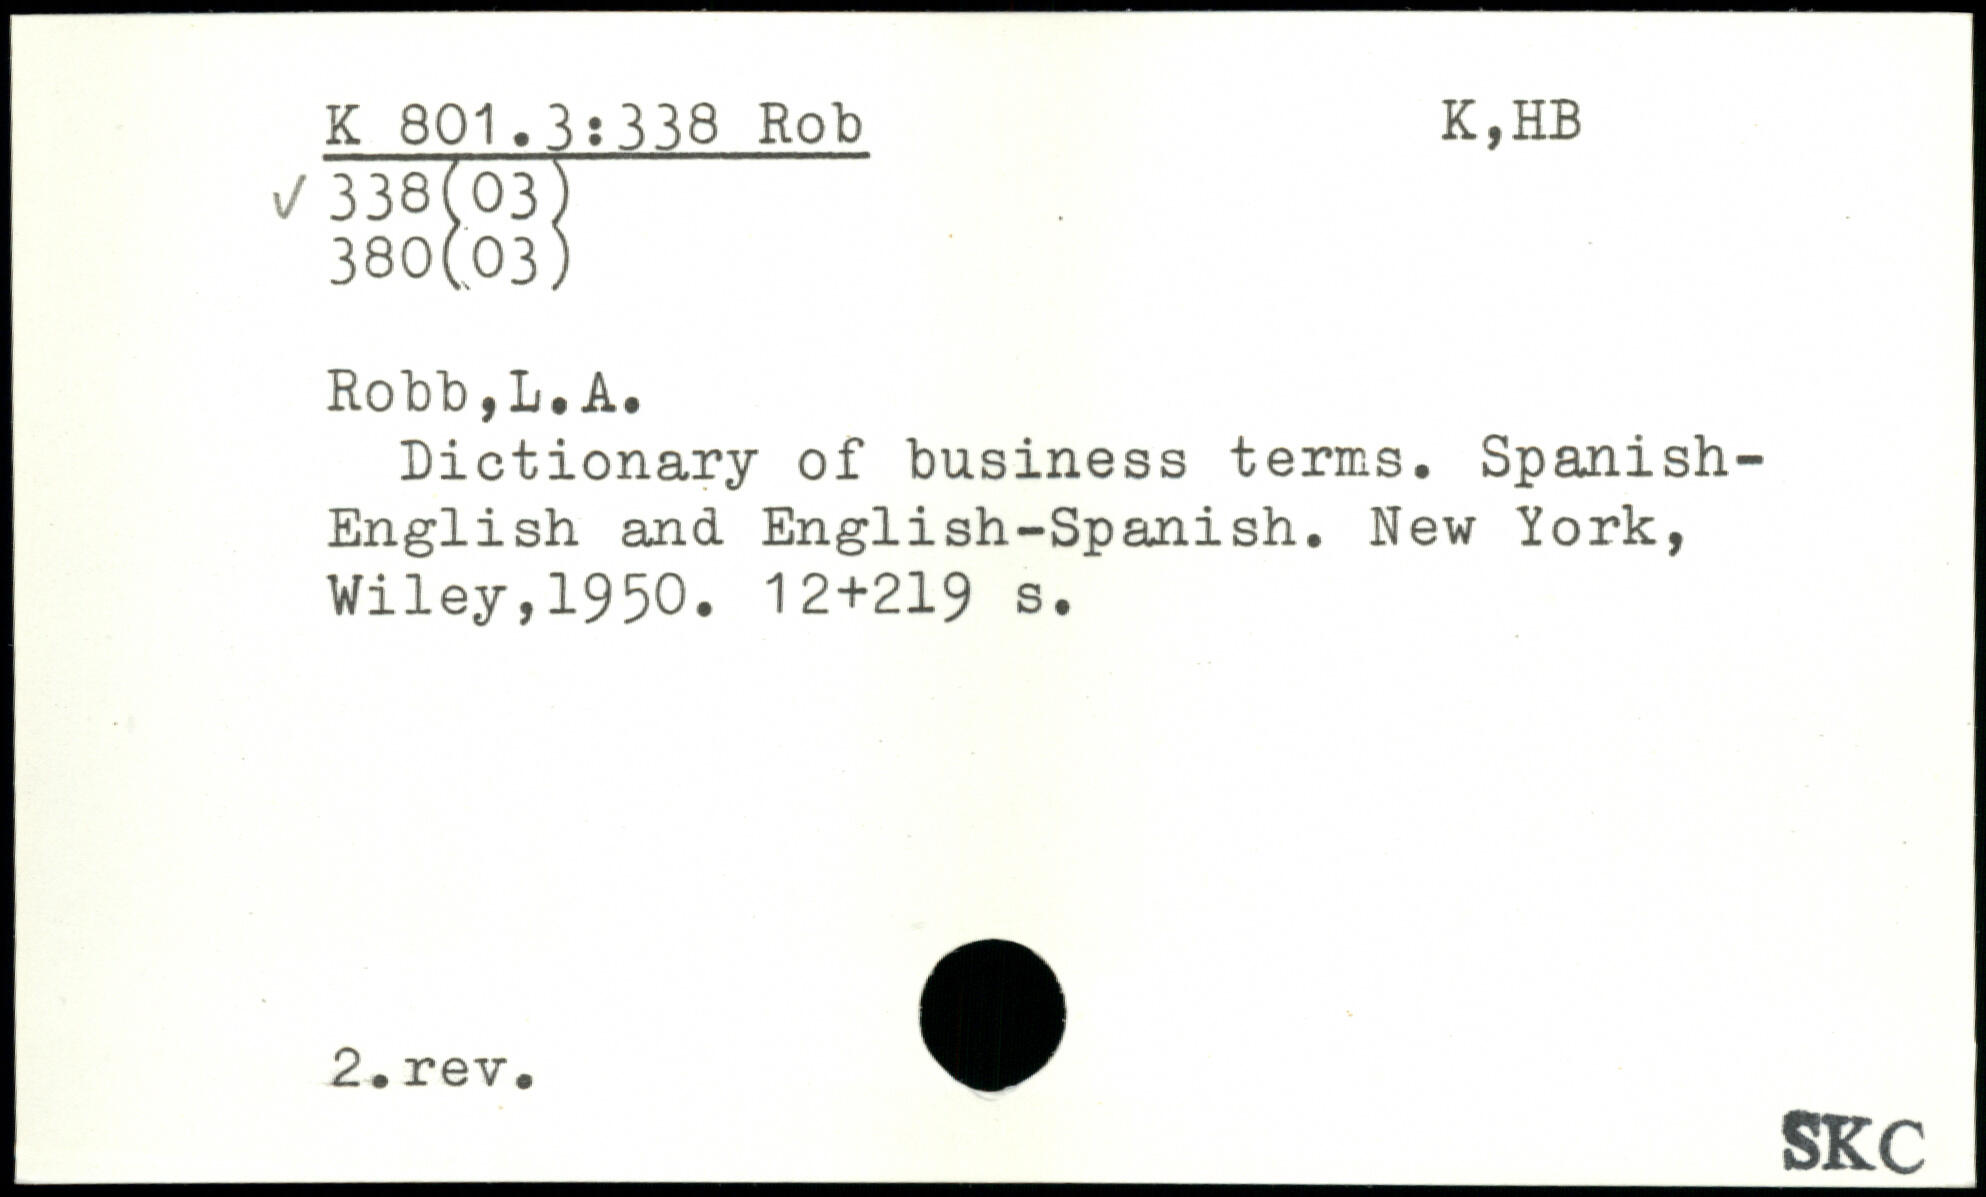 K 801.3:338 Rob K,HB
✓ 338(03)
380(03)
Robb,L.A.
Dictionary of business terms. Spanish-
English and English-Spanish. New York,
Wiley,1950. 12+219 s.
2.rev.
SKC